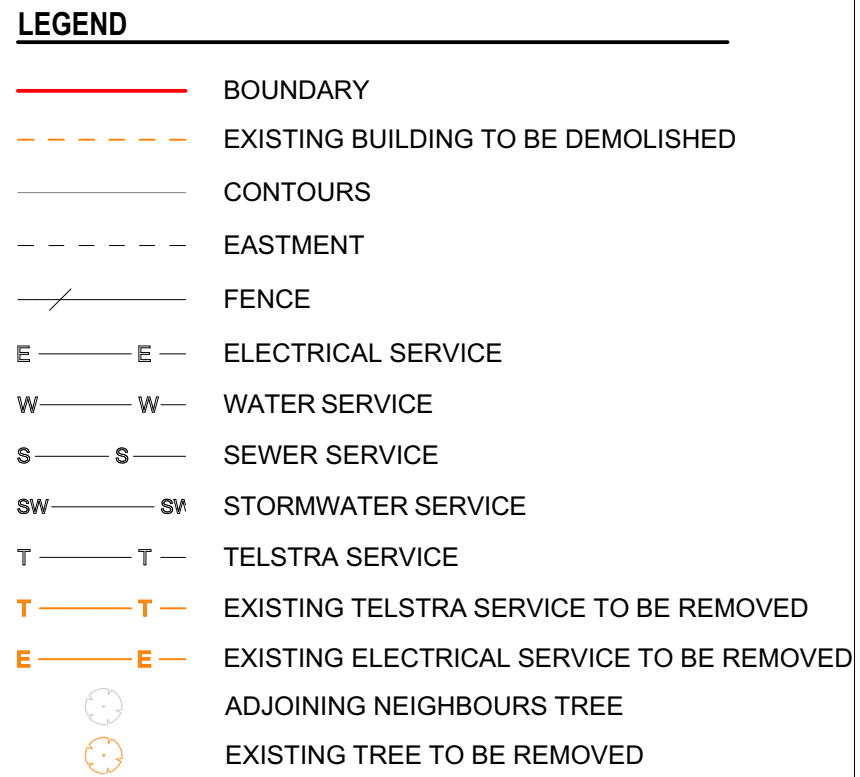 LEGEND
BOUNDARY
EXISTING BUILDING TO BE DEMOLISHED
CONTOURS
EASTMENT
FENCE
E E ELECTRICAL SERVICE
W W WATER SERVICE
S S SEWER SERVICE
SW SW STORMWATER SERVICE
T T TELSTRA SERVICE
T T EXISTING TELSTRA SERVICE TO BE REMOVED
E E EXISTING ELECTRICAL SERVICE TO BE REMOVED
ADJOINING NEIGHBOURS TREE
EXISTING TREE TO BE REMOVED